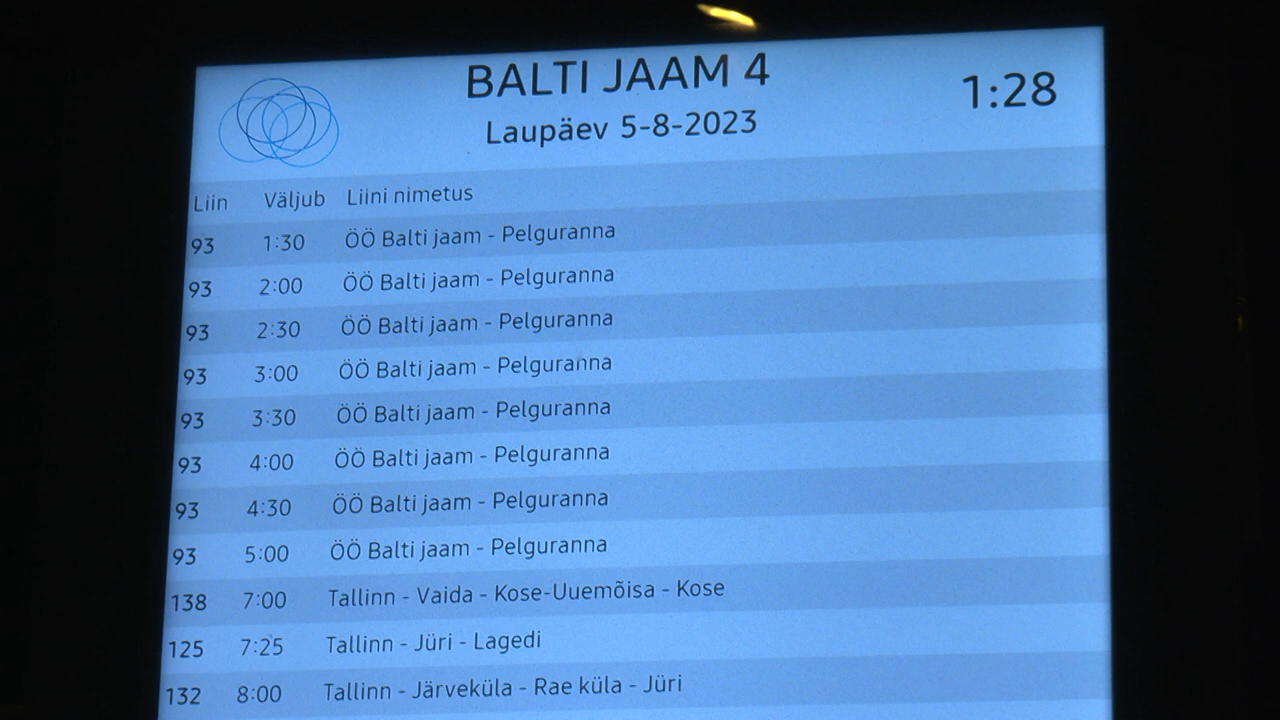 BALTI JAAM 4
1:28
Laupäev 5-8-2023
Liin Väljub Liini nimetus
93 1:30 ÖÖ Balti jaam - Pelguranna
93 2:00 ÖÖ Balti jaam - Pelguranna
93 2:30 ÖÖ Balti jaam - Pelguranna
93 3:00 ÖÖ Balti jaam - Pelguranna
93 3:30 ÖÖ Balti jaam - Pelguranna
93 4:00 ÖÖ Balti jaam - Pelguranna
93 4:30 ÖÖ Balti jaam - Pelguranna
93 5:00 ÖÖ Balti jaam - Pelguranna
138 7:00 Tallinn - Vaida - Kose-Uuemõisa - Kose
125 7:25 Tallinn - Jüri - Lagedi
132 8:00 Tallinn - Järveküla - Rae küla - Jüri